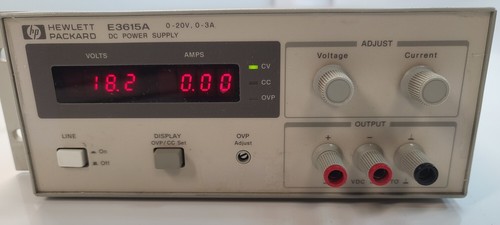 hp HEWLETT PACKARD E3615A 0-20V, 0-3A
DC POWER SUPPLY
VOLTS AMPS
18.2 0.00
CV
CC
OVP
ADJUST
Voltage Current
LINE
On
Off
DISPLAY
OVP/CC Set
OVP
Adjust
OUTPUT
+ − +